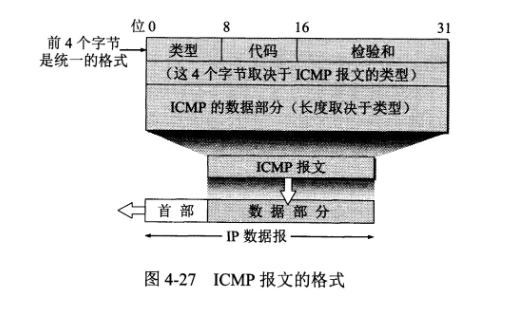 位 0 8 16 31
前 4 个字节
是统一的格式
类型 代码 检验和
（这 4 个字节取决于 ICMP 报文的类型）
ICMP 的数据部分（长度取决于类型）
ICMP 报文
首部 数据部分
IP 数据报
图 4-27 ICMP 报文的格式